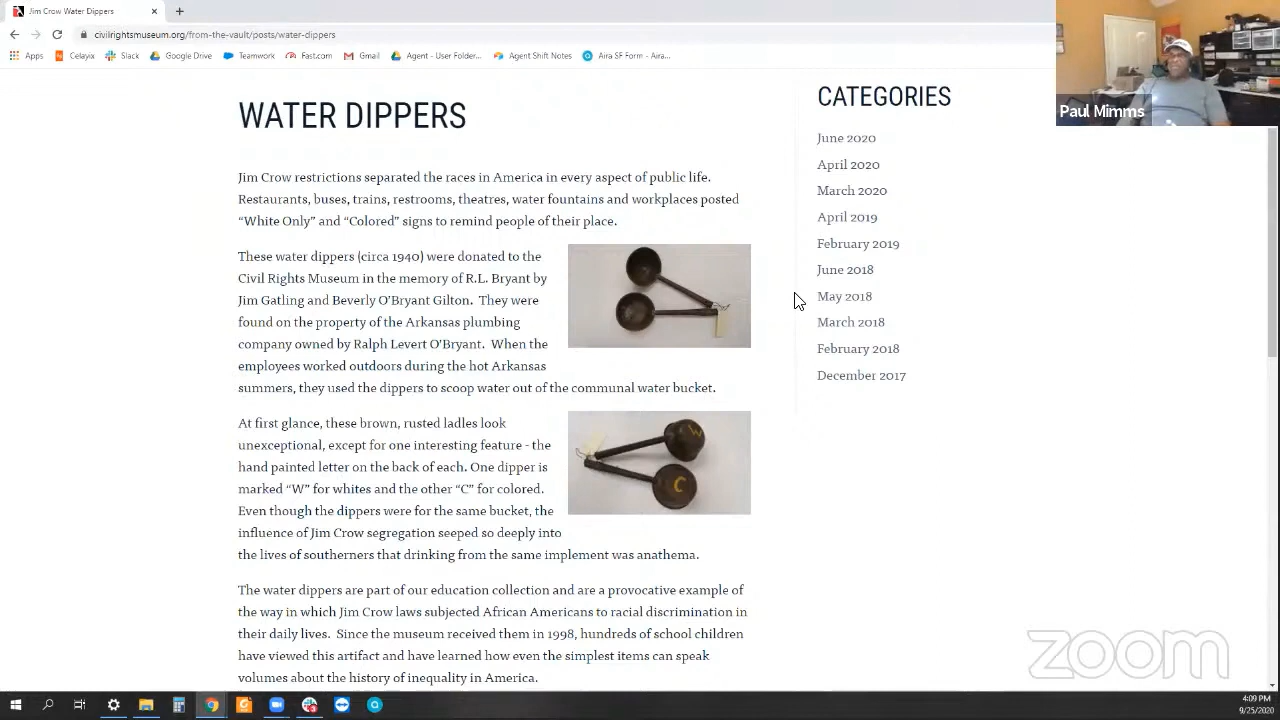 Jim Crow Water Dippers
civilrightsmuseum.org/from-the-vault/posts/water-dippers
Apps Celayix Slack Google Drive Teamwork Fast.com Gmail Agent - User Folder... Agent Shift Notes Aira SF Form - Aira...
Paul Mimms
WATER DIPPERS
Jim Crow restrictions separated the races in America in every aspect of public life.
Restaurants, buses, trains, restrooms, theatres, water fountains and workplaces posted
“White Only” and “Colored” signs to remind people of their place.
These water dippers (circa 1940) were donated to the
Civil Rights Museum in the memory of R.L. Bryant by
Jim Gatling and Beverly O’Bryant Gilton. They were
found on the property of the Arkansas plumbing
company owned by Ralph Levert O’Bryant. When the
employees worked outdoors during the hot Arkansas
summers, they used the dippers to scoop water out of the communal water bucket.
At first glance, these brown, rusted ladles look
unexceptional, except for one interesting feature - the
hand painted letter on the back of each. One dipper is
marked “W” for whites and the other “C” for colored.
Even though the dippers were for the same bucket, the
influence of Jim Crow segregation seeped so deeply into
the lives of southerners that drinking from the same implement was anathema.
W
C
The water dippers are part of our education collection and are a provocative example of
the way in which Jim Crow laws subjected African Americans to racial discrimination in
their daily lives. Since the museum received them in 1998, hundreds of school children
have viewed this artifact and have learned how even the simplest items can speak
volumes about the history of inequality in America.
CATEGORIES
June 2020
April 2020
March 2020
April 2019
February 2019
June 2018
May 2018
March 2018
February 2018
December 2017
zoom
4:09 PM
9/25/2020